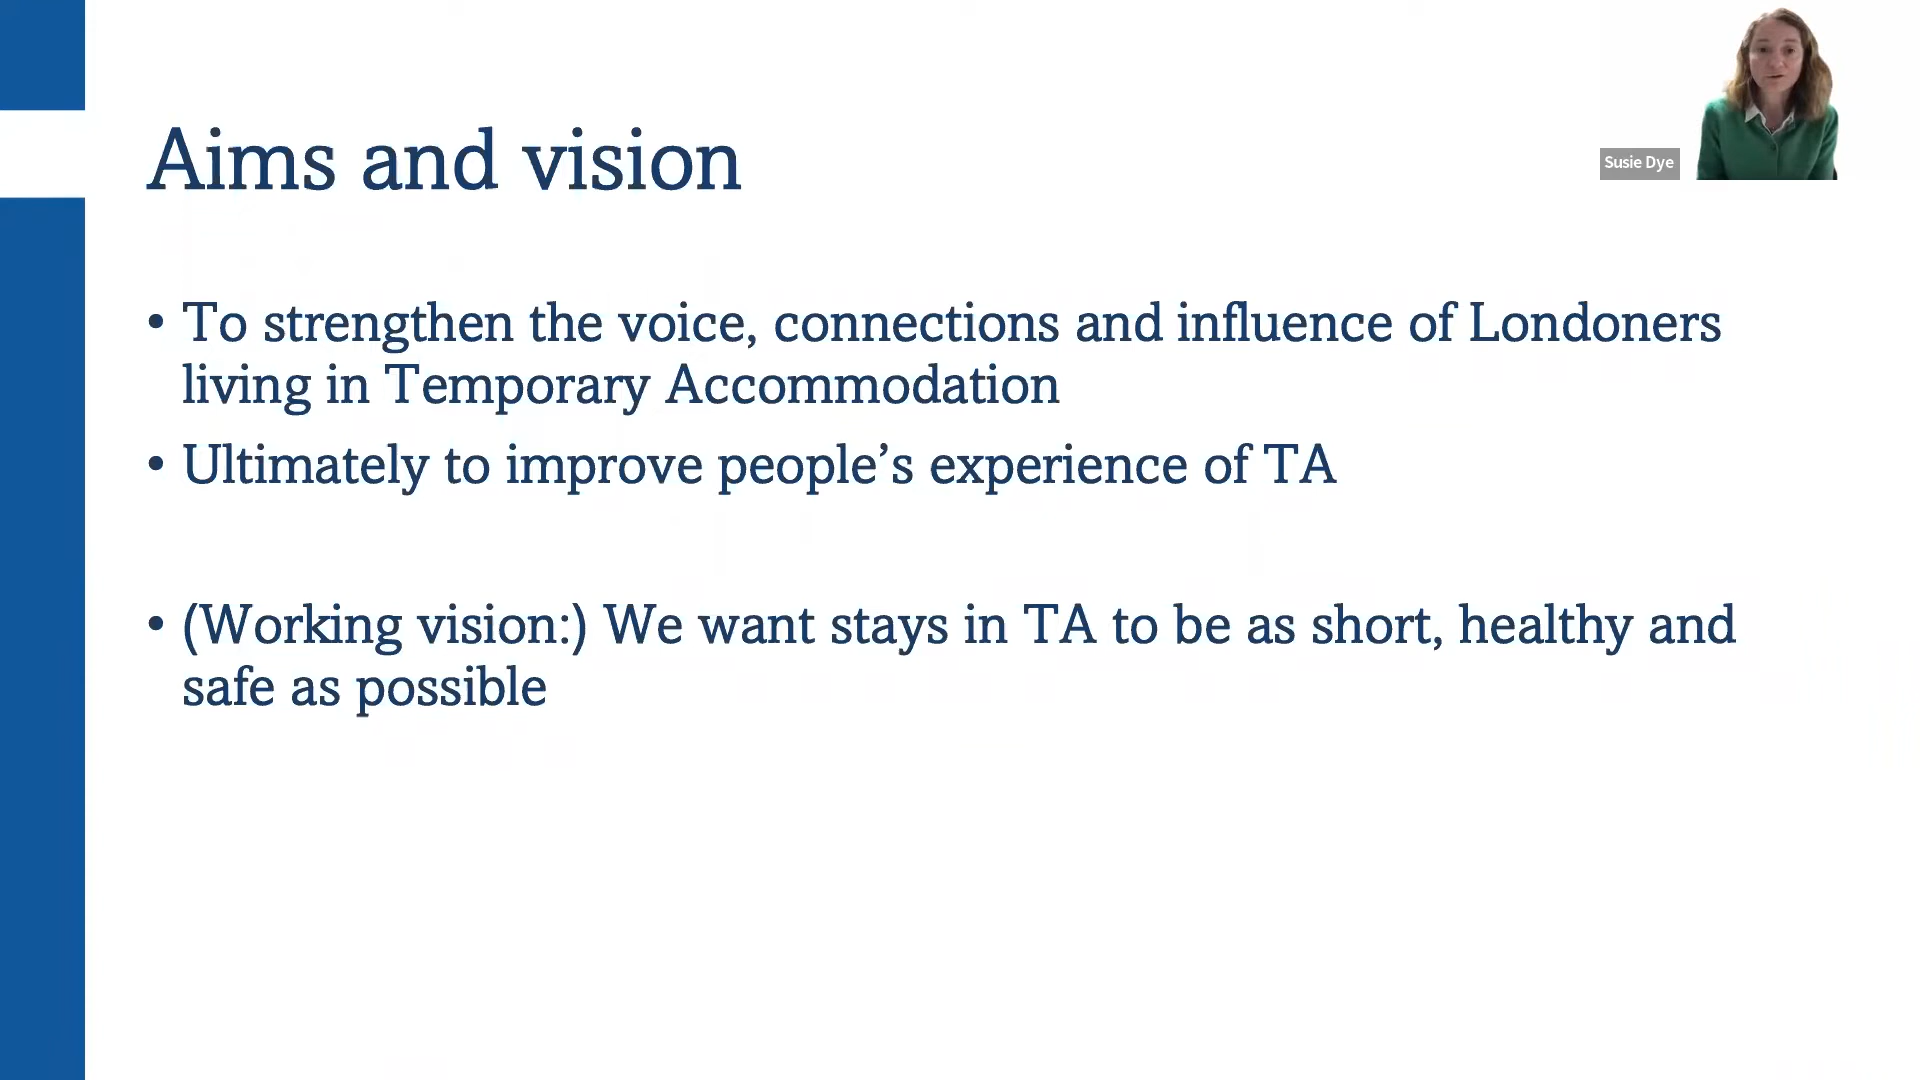 Susie Dye
Aims and vision
• To strengthen the voice, connections and influence of Londoners
living in Temporary Accommodation
• Ultimately to improve people’s experience of TA
• (Working vision:) We want stays in TA to be as short, healthy and
safe as possible